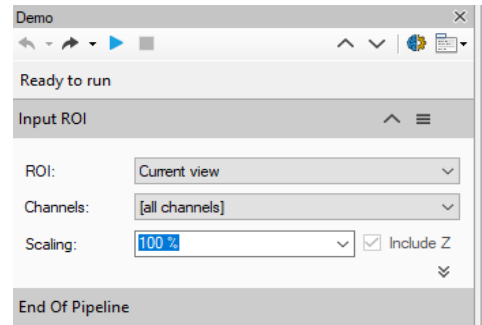 Demo
Ready to run
Input ROI
ROI: Current view
Channels: [all channels]
Scaling: 100 % Include Z
End Of Pipeline